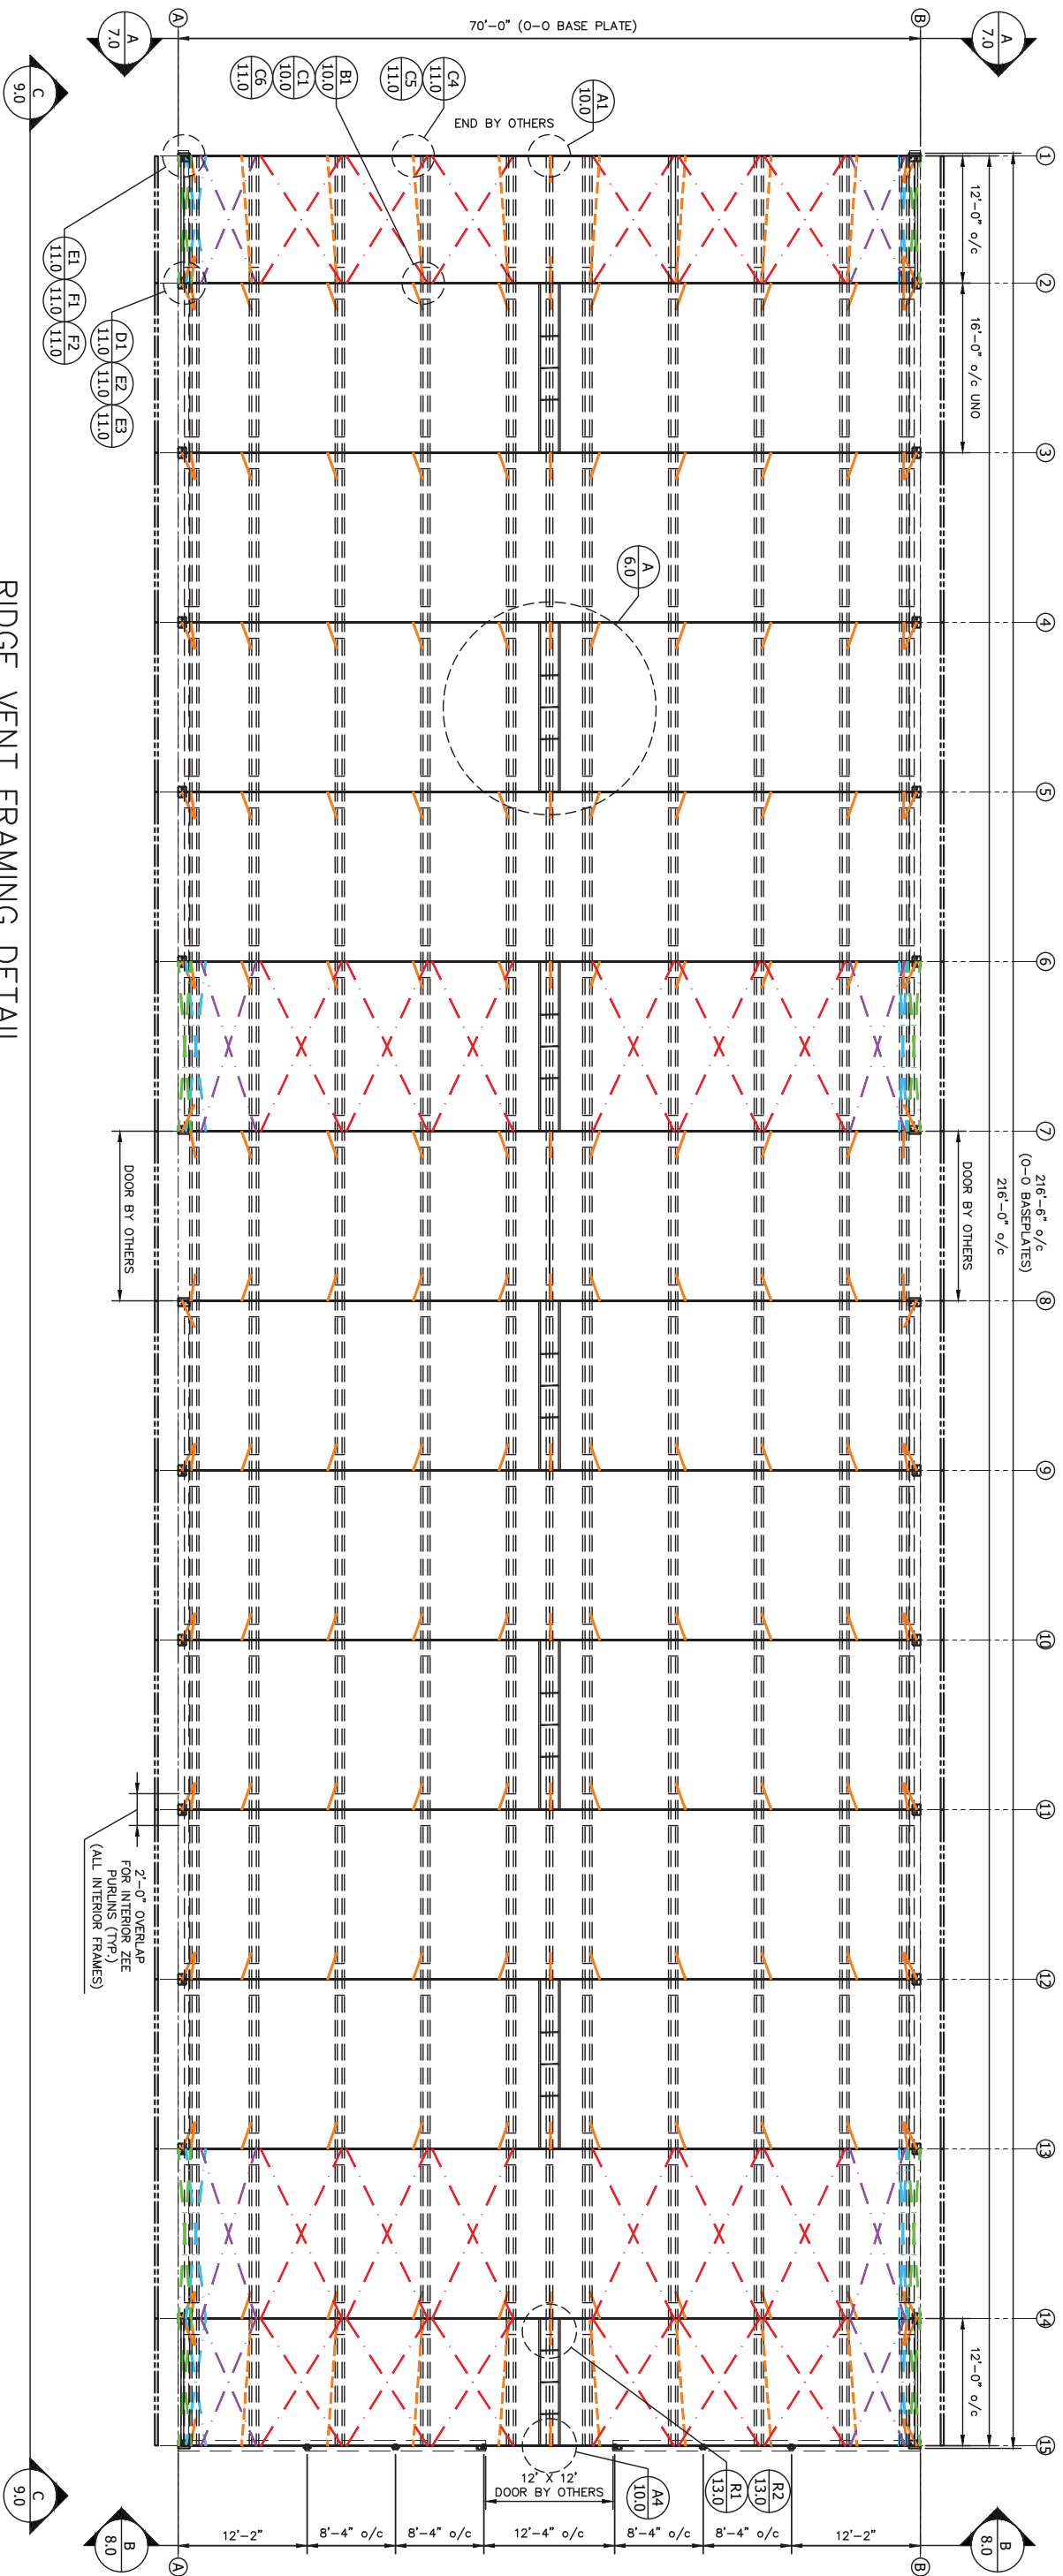 A
7.0
A
B
A
7.0
70'-0" (O-O BASE PLATE)
C
9.0
C6
11.0
C1
10.0
B1
10.0
C5
11.0
C4
11.0
A1
10.0
END BY OTHERS
1
12'-0" o/c
E1
11.0
F1
11.0
F2
11.0
2
16'-0" o/c UNO
D1
11.0
E2
11.0
E3
11.0
3
A
6.0
4
5
RIDGE VENT FRAMING DETAIL
6
7
DOOR BY OTHERS
DOOR BY OTHERS
216'-0" o/c
216'-6" o/c
(O-O BASEPLATES)
8
9
10
11
2'-0" OVERLAP
FOR INTERIOR ZEE
PURLINS (TYP.)
(ALL INTERIOR FRAMES)
12
13
14
12'-0" o/c
15
12' X 12'
DOOR BY OTHERS
A4
10.0
R1
13.0
R2
13.0
C
9.0
B
8.0
12'-2"
8'-4" o/c
8'-4" o/c
12'-4" o/c
8'-4" o/c
8'-4" o/c
12'-2"
B
8.0
A
B